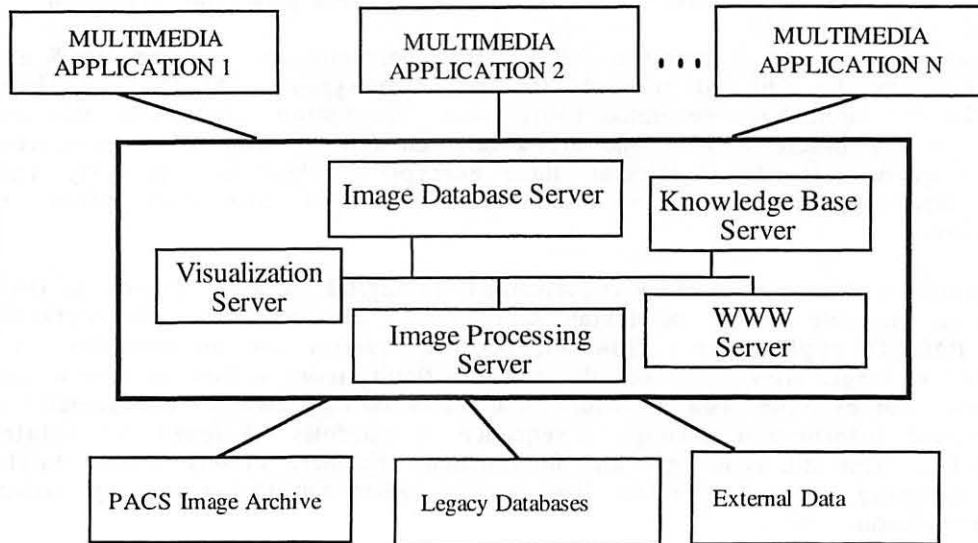 MULTIMEDIA
APPLICATION 1
MULTIMEDIA
APPLICATION 2
MULTIMEDIA
APPLICATION N
Image Database Server
Knowledge Base
Server
Visualization
Server
Image Processing
Server
WWW
Server
PACS Image Archive
Legacy Databases
External Data